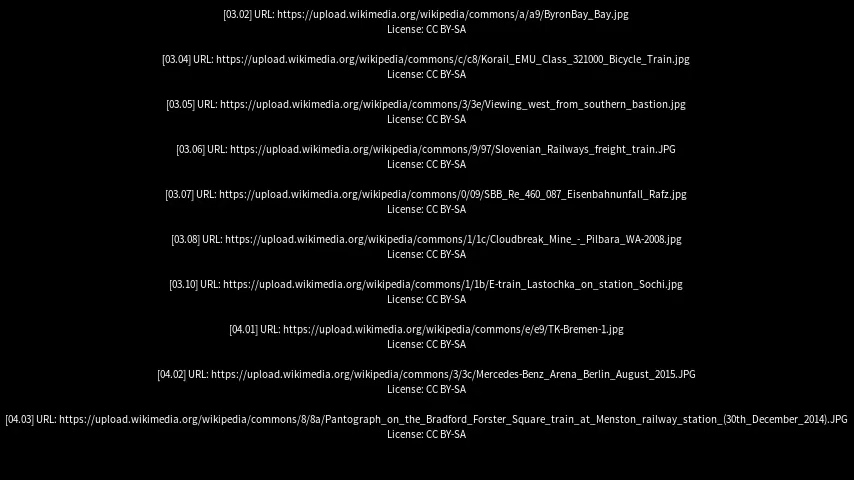 [03.02] URL: https://upload.wikimedia.org/wikipedia/commons/a/a9/ByronBay_Bay.jpg
License: CC BY-SA
[03.04] URL: https://upload.wikimedia.org/wikipedia/commons/c/c8/Korail_EMU_Class_321000_Bicycle_Train.jpg
License: CC BY-SA
[03.05] URL: https://upload.wikimedia.org/wikipedia/commons/3/3e/Viewing_west_from_southern_bastion.jpg
License: CC BY-SA
[03.06] URL: https://upload.wikimedia.org/wikipedia/commons/9/97/Slovenian_Railways_freight_train.JPG
License: CC BY-SA
[03.07] URL: https://upload.wikimedia.org/wikipedia/commons/0/09/SBB_Re_460_087_Eisenbahnunfall_Rafz.jpg
License: CC BY-SA
[03.08] URL: https://upload.wikimedia.org/wikipedia/commons/1/1c/Cloudbreak_Mine_-_Pilbara_WA-2008.jpg
License: CC BY-SA
[03.10] URL: https://upload.wikimedia.org/wikipedia/commons/1/1b/E-train_Lastochka_on_station_Sochi.jpg
License: CC BY-SA
[04.01] URL: https://upload.wikimedia.org/wikipedia/commons/e/e9/TK-Bremen-1.jpg
License: CC BY-SA
[04.02] URL: https://upload.wikimedia.org/wikipedia/commons/3/3c/Mercedes-Benz_Arena_Berlin_August_2015.JPG
License: CC BY-SA
[04.03] URL: https://upload.wikimedia.org/wikipedia/commons/8/8a/Pantograph_on_the_Bradford_Forster_Square_train_at_Menston_railway_station_(30th_December_2014).JPG
License: CC BY-SA